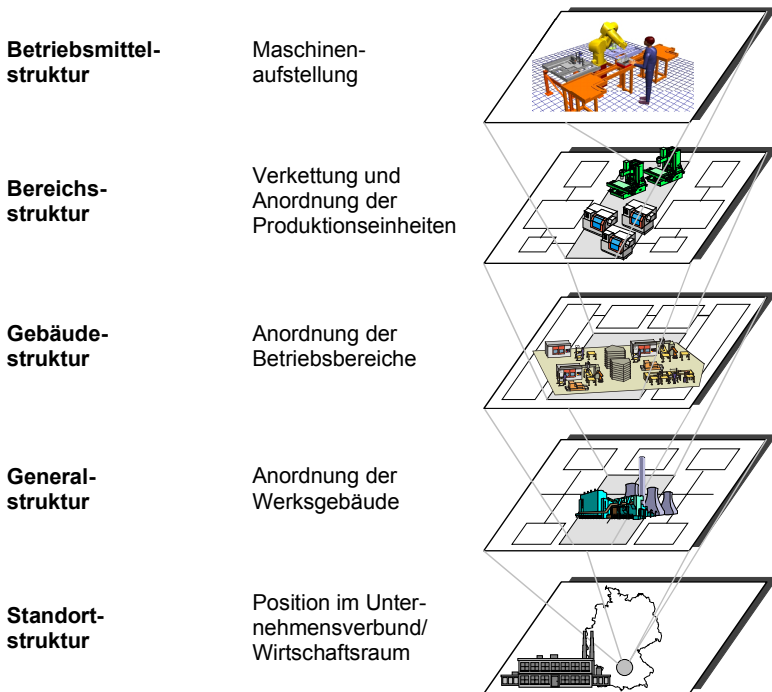 Betriebsmittel-
struktur
Maschinen-
aufstellung
Bereichs-
struktur
Verkettung und
Anordnung der
Produktionseinheiten
Gebäude-
struktur
Anordnung der
Betriebsbereiche
General-
struktur
Anordnung der
Werksgebäude
Standort-
struktur
Position im Unter-
nehmensverbund/
Wirtschaftsraum